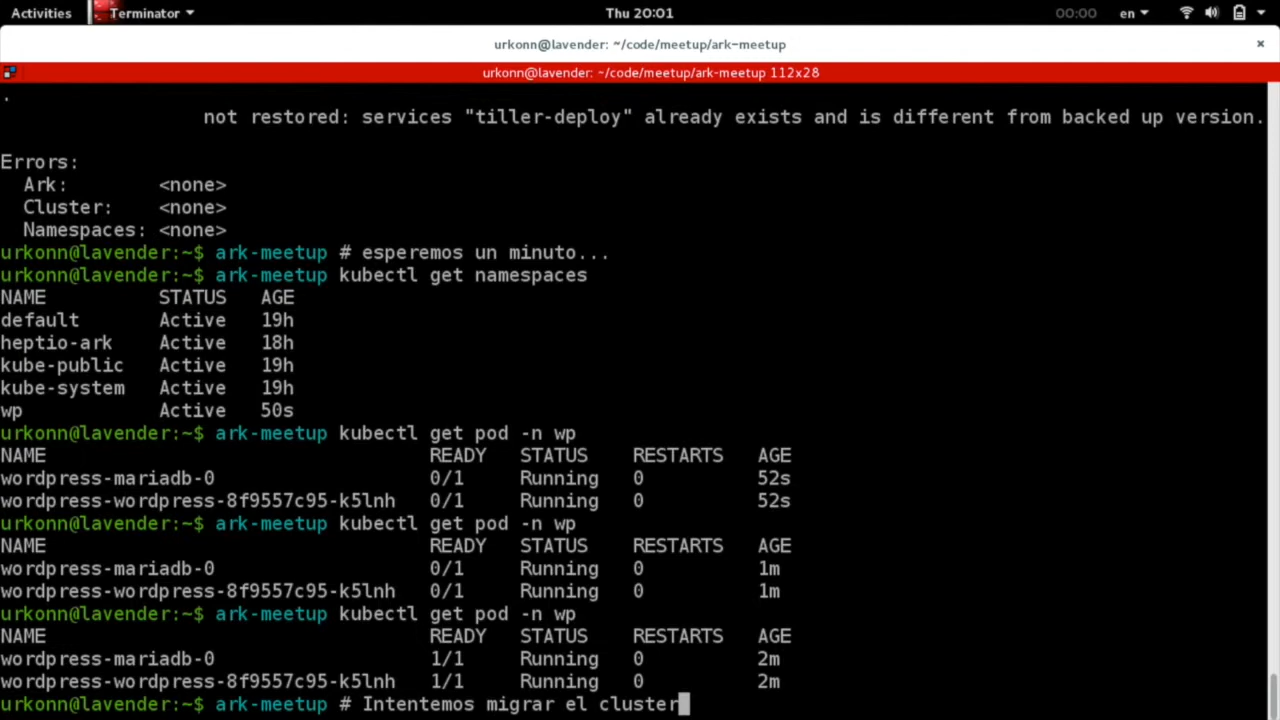 Activities Terminator Thu 20:01 00:00 en
urkonn@lavender: ~/code/meetup/ark-meetup ×
urkonn@lavender: ~/code/meetup/ark-meetup 112x28
.
not restored: services "tiller-deploy" already exists and is different from backed up version.
Errors:
Ark: <none>
Cluster: <none>
Namespaces: <none>
urkonn@lavender:~$ ark-meetup # esperemos un minuto...
urkonn@lavender:~$ ark-meetup kubectl get namespaces
NAME STATUS AGE
default Active 19h
heptio-ark Active 18h
kube-public Active 19h
kube-system Active 19h
wp Active 50s
urkonn@lavender:~$ ark-meetup kubectl get pod -n wp
NAME READY STATUS RESTARTS AGE
wordpress-mariadb-0 0/1 Running 0 52s
wordpress-wordpress-8f9557c95-k5lnh 0/1 Running 0 52s
urkonn@lavender:~$ ark-meetup kubectl get pod -n wp
NAME READY STATUS RESTARTS AGE
wordpress-mariadb-0 0/1 Running 0 1m
wordpress-wordpress-8f9557c95-k5lnh 0/1 Running 0 1m
urkonn@lavender:~$ ark-meetup kubectl get pod -n wp
NAME READY STATUS RESTARTS AGE
wordpress-mariadb-0 1/1 Running 0 2m
wordpress-wordpress-8f9557c95-k5lnh 1/1 Running 0 2m
urkonn@lavender:~$ ark-meetup # Intentemos migrar el cluster